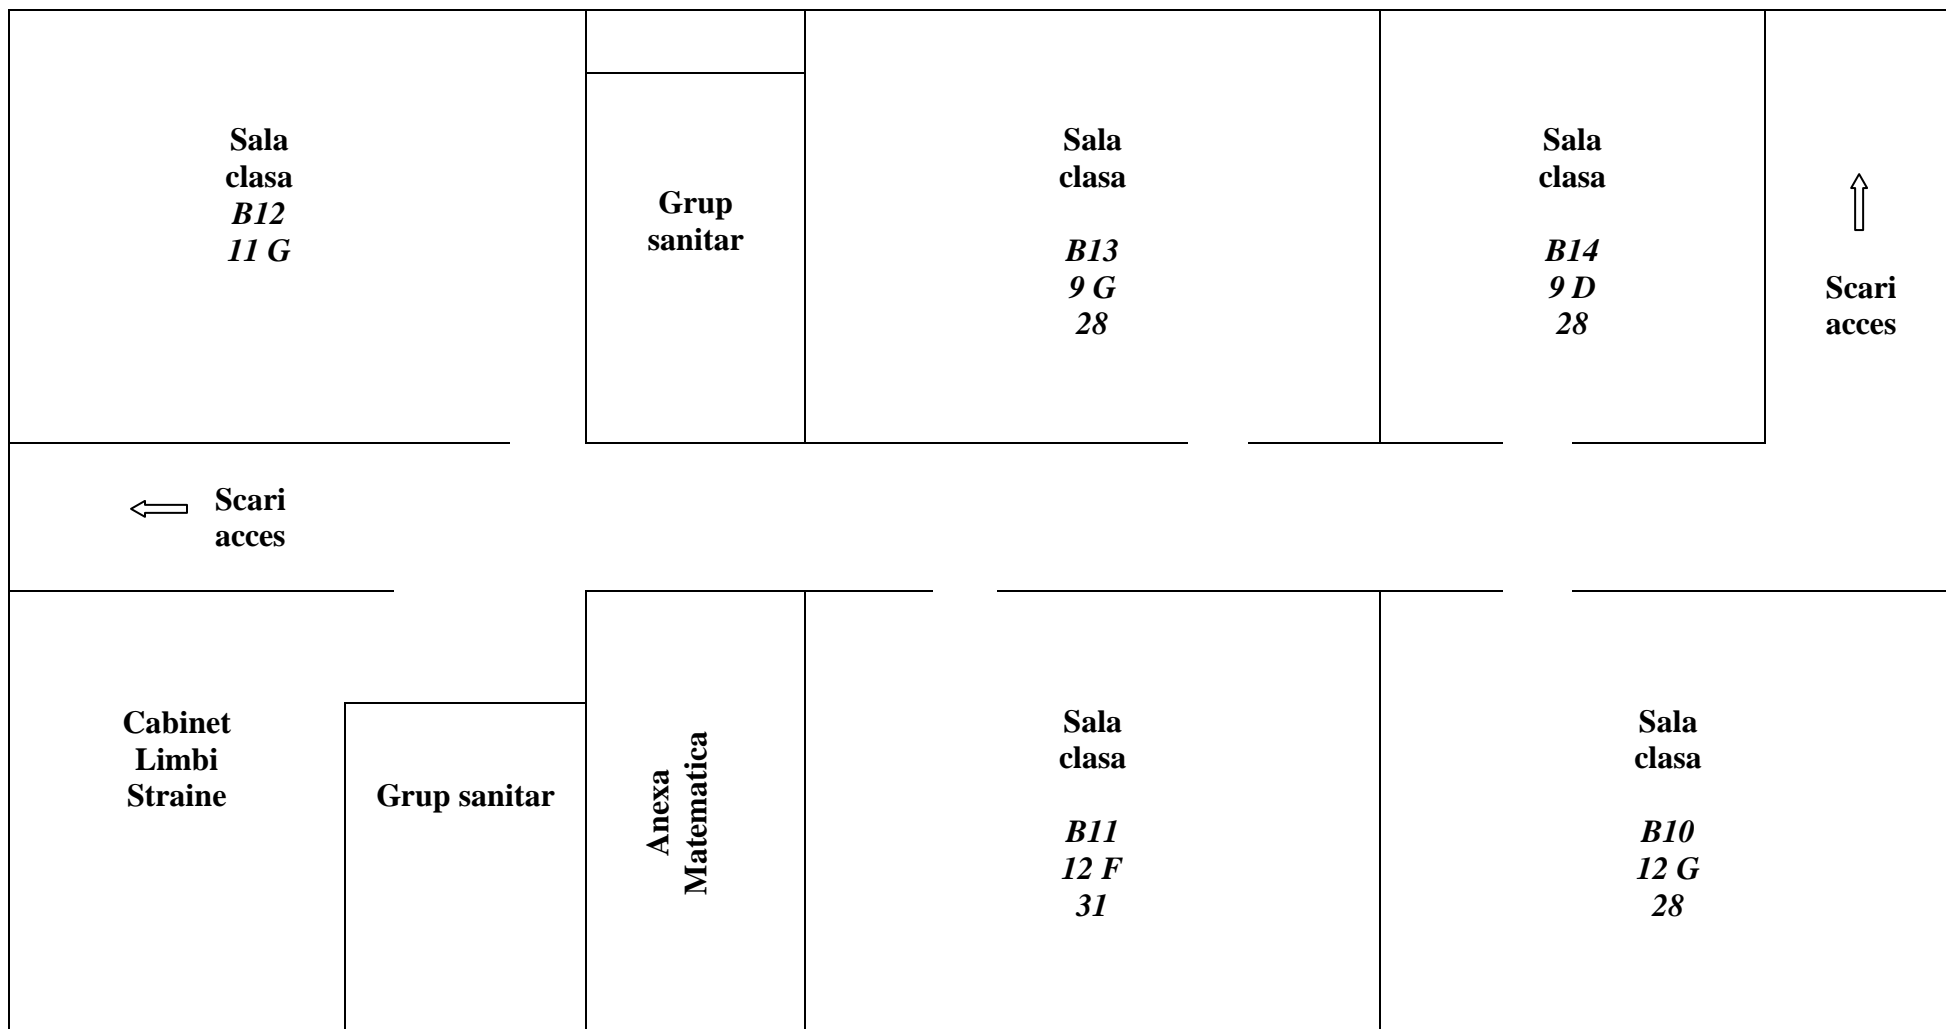 Sala
clasa
B12
11 G
Grup
sanitar
Sala
clasa
B13
9 G
28
Sala
clasa
B14
9 D
28
Scari
acces
Scari
acces
Cabinet
Limbi
Straine
Grup sanitar
Anexa
Matematica
Sala
clasa
B11
12 F
31
Sala
clasa
B10
12 G
28